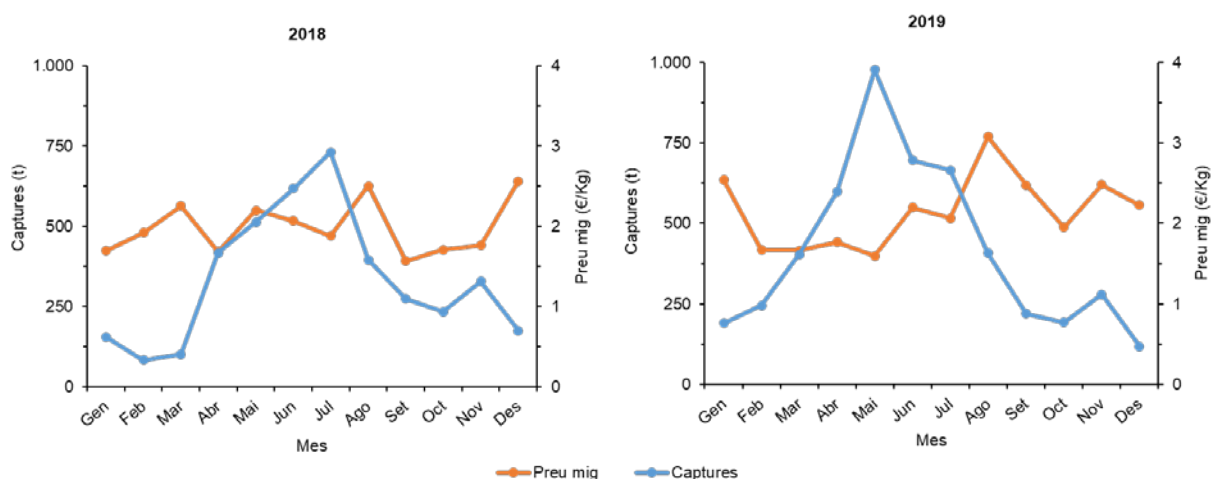 2018
1.000
750
500
250
0
Captures (t)
4
3
2
1
0
Preu mig (€/Kg)
Gen Feb Mar Abr Mai Jun Jul Ago Set Oct Nov Des
Mes
2019
1.000
750
500
250
0
Captures (t)
4
3
2
1
0
Preu mig (€/Kg)
Gen Feb Mar Abr Mai Jun Jul Ago Set Oct Nov Des
Mes
Preu mig Captures